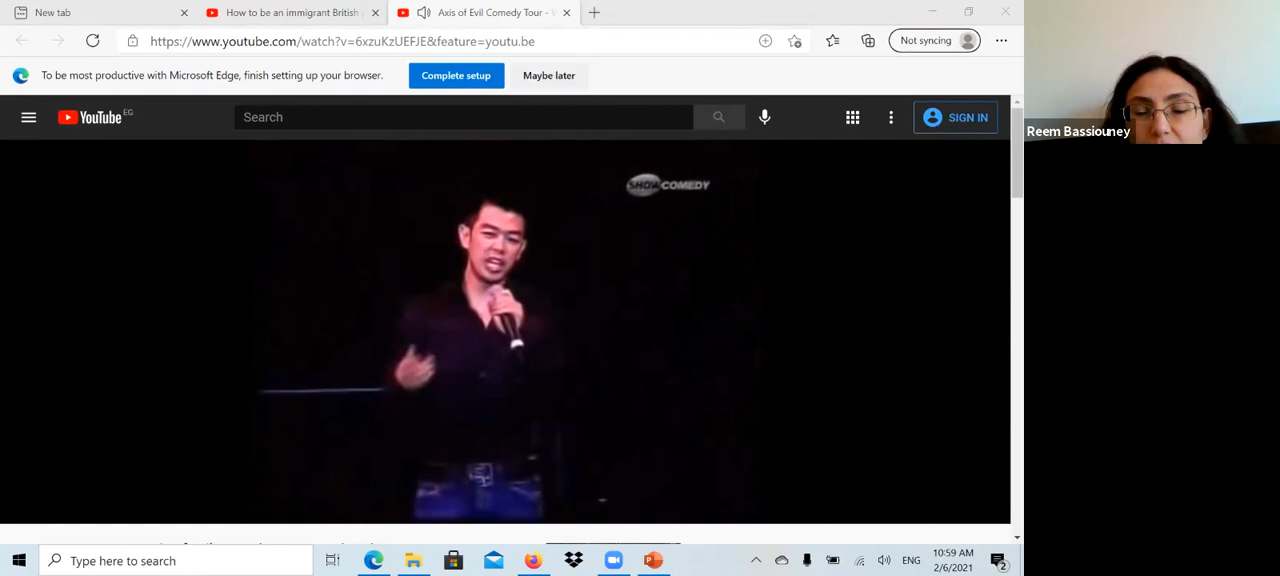 New tab
How to be an immigrant British
Axis of Evil Comedy Tour -
https://www.youtube.com/watch?v=6xzuKzUEFJE&feature=youtu.be
Not syncing
To be most productive with Microsoft Edge, finish setting up your browser.
Complete setup
Maybe later
YouTube EG
Search
SIGN IN
Reem Bassiouney
SHOW COMEDY
Type here to search
ENG
10:59 AM
2/6/2021
2